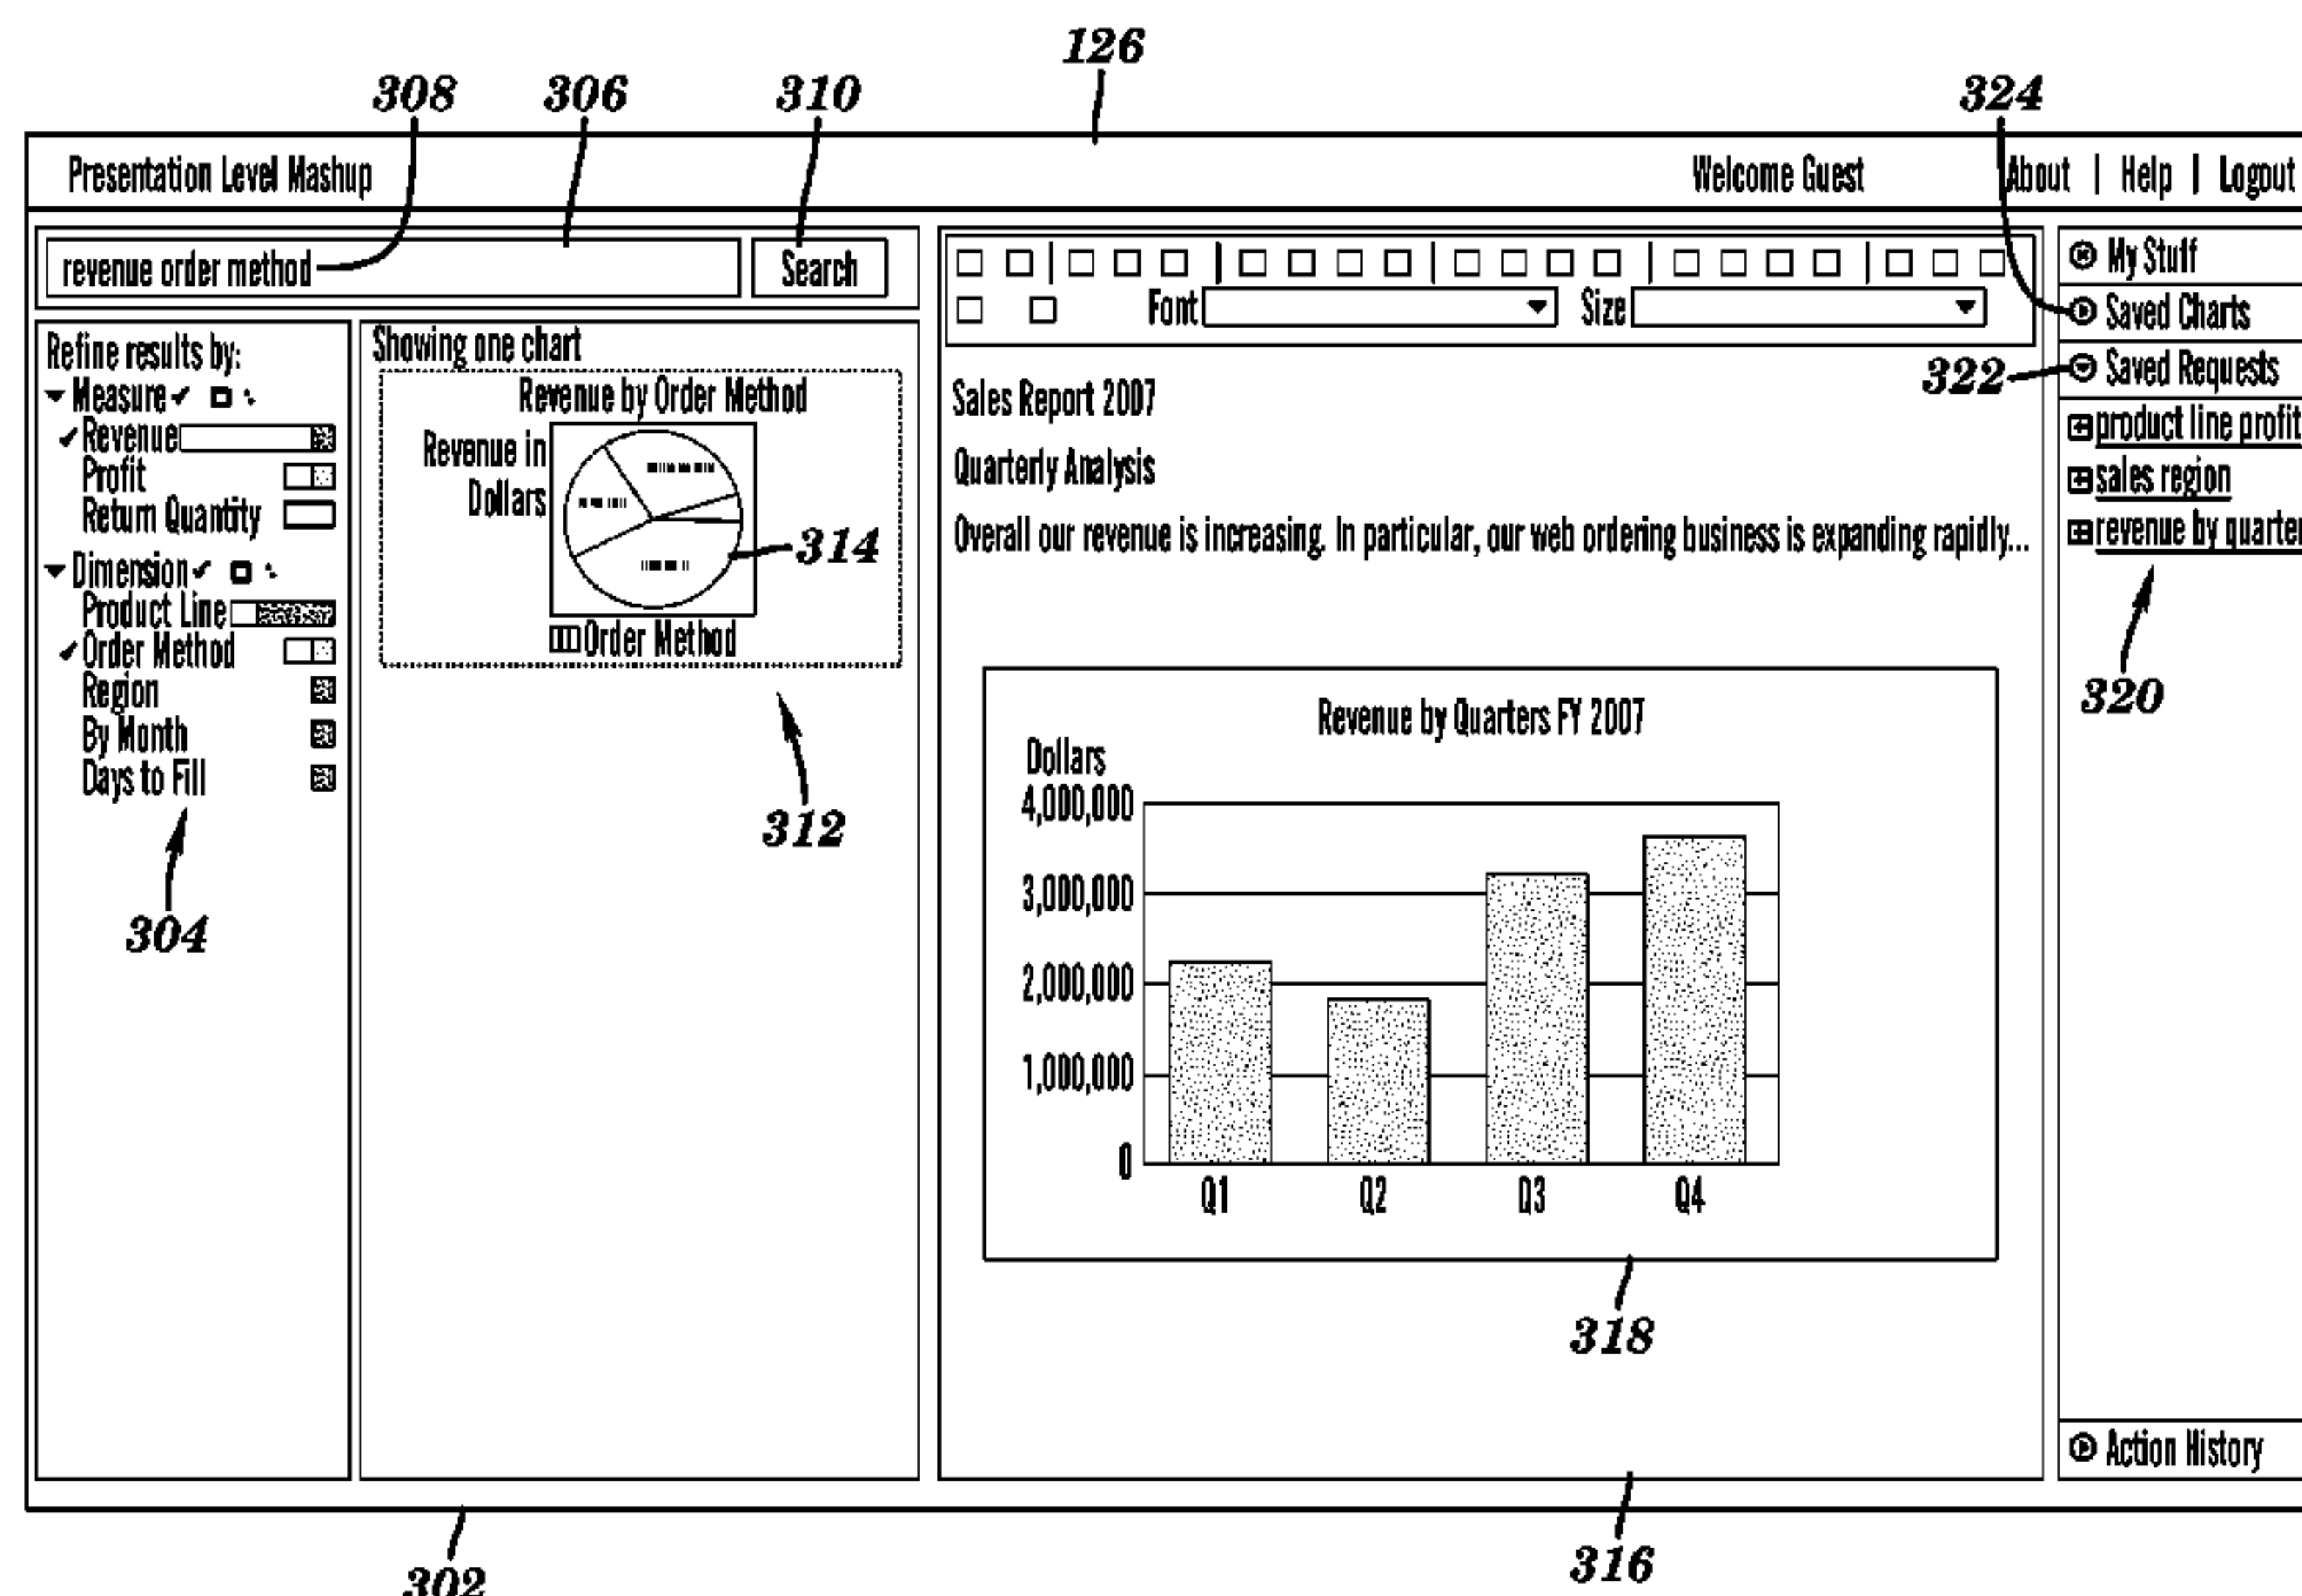 126
308 306 310 324
Presentation Level Mashup Welcome Guest About | Help | Logout
revenue order method Search
Font Size
My Stuff
Saved Charts
322 Saved Requests
product line profit
sales region
revenue by quarter
320
Refine results by:
Measure
Revenue
Profit
Return Quantity
Dimension
Product Line
Order Method
Region
By Month
Days to Fill
304
Showing one chart
Revenue by Order Method
Revenue in
Dollars
314
Order Method
312
Sales Report 2007
Quarterly Analysis
Overall our revenue is increasing. In particular, our web ordering business is expanding rapidly...
Revenue by Quarters FY 2007
Dollars
4,000,000
3,000,000
2,000,000
1,000,000
0
Q1 Q2 Q3 Q4
318
Action History
316
302